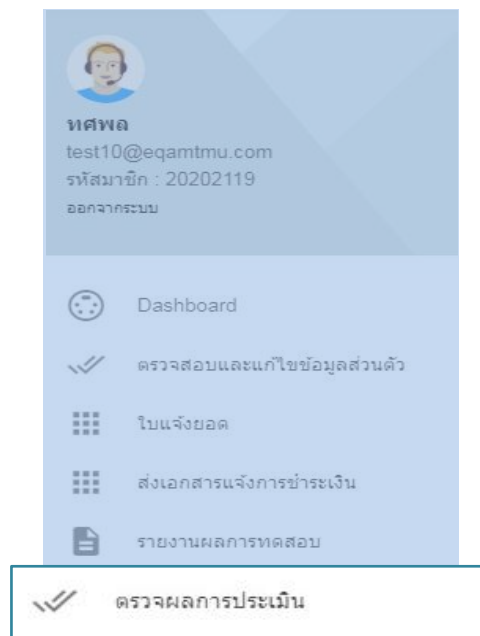 ทศพล
test10@eqamtmu.com
รหัสมาชิก : 20202119
ออกจากระบบ
Dashboard
ตรวจสอบและแก้ไขข้อมูลส่วนตัว
ใบแจ้งยอด
ส่งเอกสารแจ้งการชำระเงิน
รายงานผลการทดสอบ
ตรวจผลการประเมิน